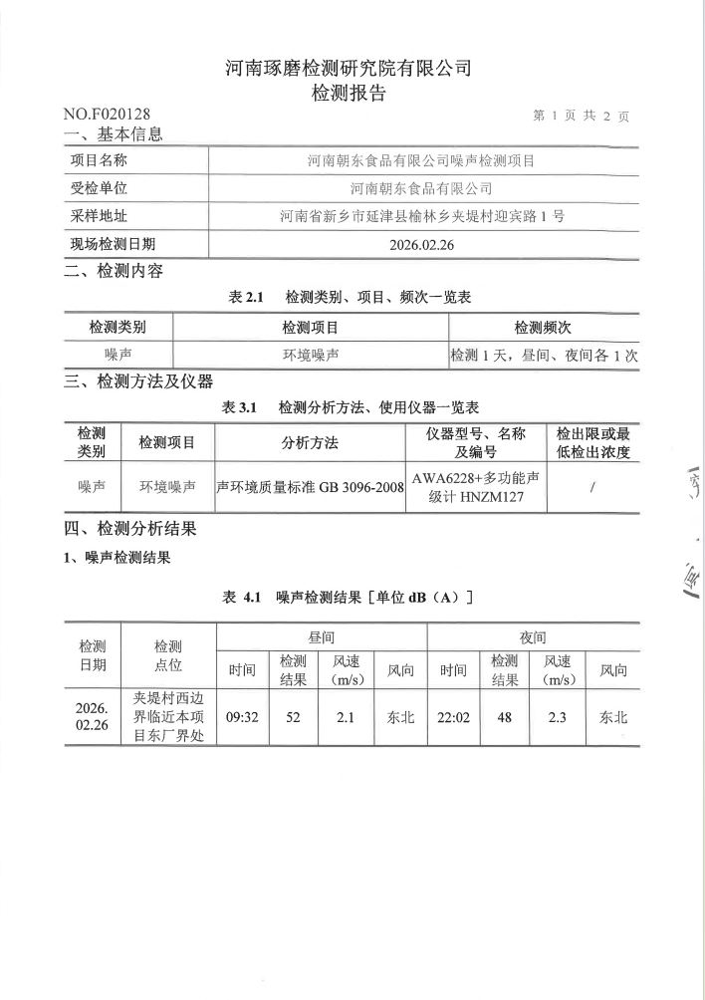 河南琢磨检测研究院有限公司
检测报告
NO.F020128
第 1 页 共 2 页
一、基本信息
项目名称 河南朝东食品有限公司噪声检测项目
受检单位 河南朝东食品有限公司
采样地址 河南省新乡市延津县榆林乡夹堤村迎宾路 1 号
现场检测日期 2026.02.26
二、检测内容
表 2.1 检测类别、项目、频次一览表
检测类别 检测项目 检测频次
噪声 环境噪声 检测 1 天，昼间、夜间各 1 次
三、检测方法及仪器
表 3.1 检测分析方法、使用仪器一览表
检测类别 检测项目 分析方法 仪器型号、名称及编号 检出限或最低检出浓度
噪声 环境噪声 声环境质量标准 GB 3096-2008 AWA6228+多功能声级计 HNZM127 /
四、检测分析结果
1、噪声检测结果
表 4.1 噪声检测结果［单位 dB（A）］
检测日期 检测点位 昼间 夜间
时间 检测结果 风速（m/s） 风向 时间 检测结果 风速（m/s） 风向
2026.02.26 夹堤村西边界临近本项目东厂界处 09:32 52 2.1 东北 22:02 48 2.3 东北